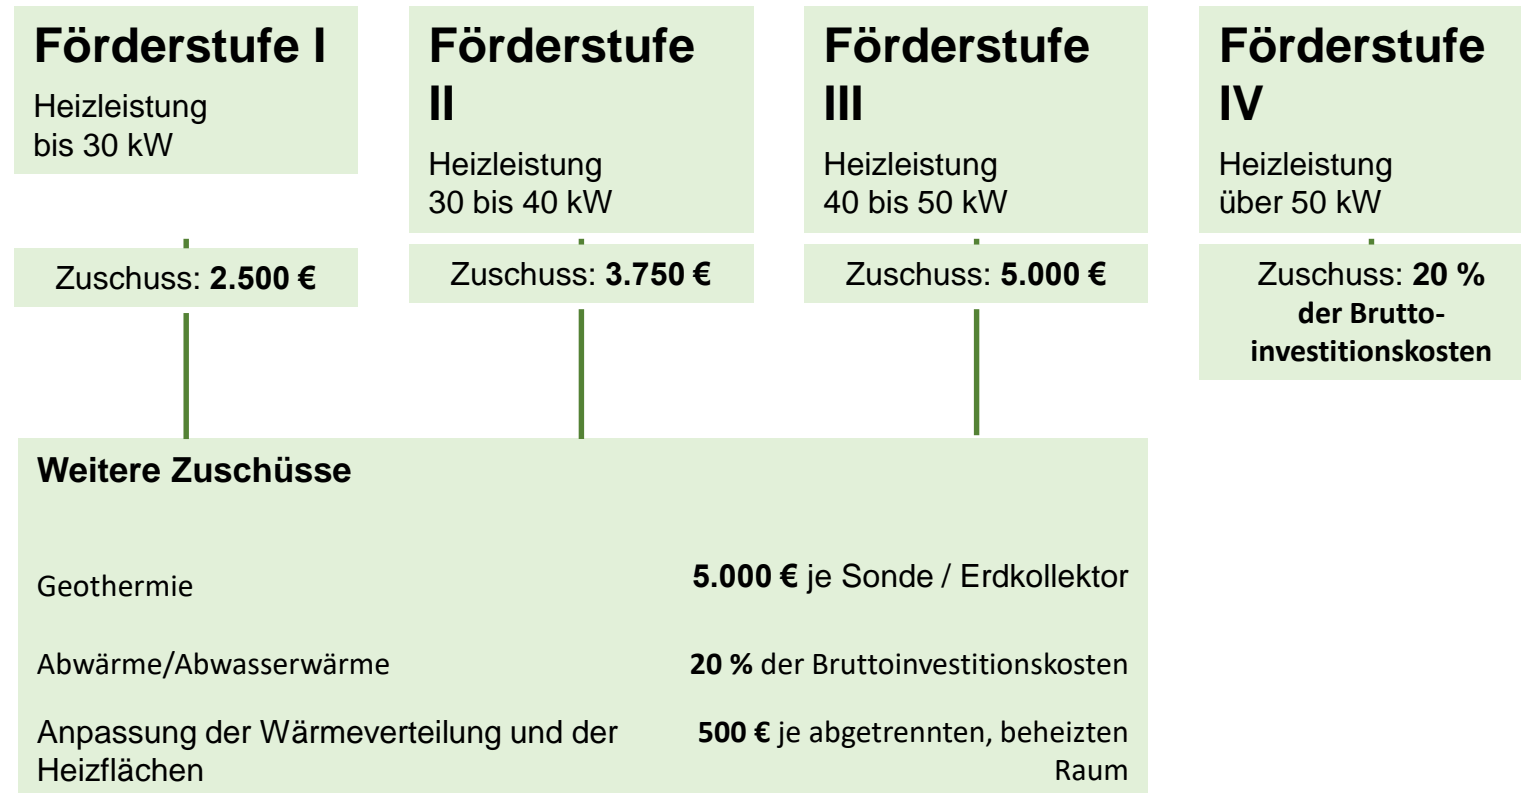 Förderstufe I
Heizleistung
bis 30 kW
Zuschuss: 2.500 €
Förderstufe
II
Heizleistung
30 bis 40 kW
Zuschuss: 3.750 €
Förderstufe
III
Heizleistung
40 bis 50 kW
Zuschuss: 5.000 €
Förderstufe
IV
Heizleistung
über 50 kW
Zuschuss: 20 %
der Brutto-
investitionskosten
Weitere Zuschüsse
Geothermie
5.000 € je Sonde / Erdkollektor
Abwärme/Abwasserwärme
20 % der Bruttoinvestitionskosten
Anpassung der Wärmeverteilung und der
Heizflächen
500 € je abgetrennten, beheizten
Raum